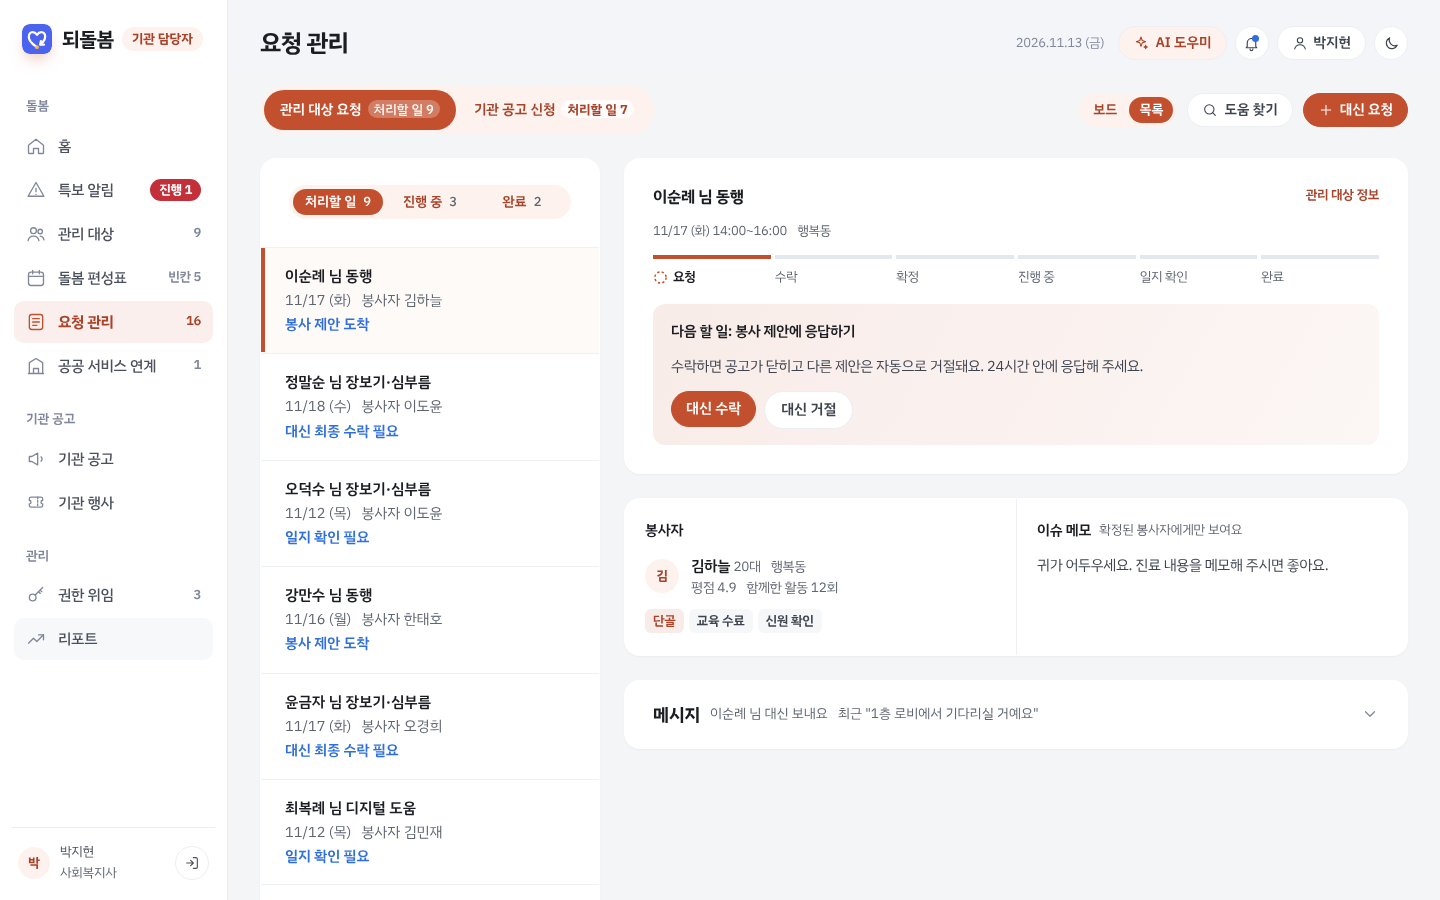 되돌봄 기관 담당자
돌봄
홈
특보 알림 진행 1
관리 대상 9
돌봄 편성표 빈칸 5
요청 관리 16
공공 서비스 연계 1
기관 공고
기관 공고
기관 행사
관리
권한 위임 3
리포트
박 박지현
사회복지사
요청 관리
2026.11.13 (금) AI 도우미 박지현
관리 대상 요청 처리할 일 9 기관 공고 신청 처리할 일 7
보드 목록 도움 찾기 대신 요청
처리할 일 9 진행 중 3 완료 2
이순례 님 동행
11/17 (화) 봉사자 김하늘
봉사 제안 도착
정말순 님 장보기·심부름
11/18 (수) 봉사자 이도윤
대신 최종 수락 필요
오덕수 님 장보기·심부름
11/12 (목) 봉사자 이도윤
일지 확인 필요
강만수 님 동행
11/16 (월) 봉사자 한태호
봉사 제안 도착
윤금자 님 장보기·심부름
11/17 (화) 봉사자 오경희
대신 최종 수락 필요
최복례 님 디지털 도움
11/12 (목) 봉사자 김민재
일지 확인 필요
이순례 님 동행 관리 대상 정보
11/17 (화) 14:00~16:00 행복동
요청 수락 확정 진행 중 일지 확인 완료
다음 할 일: 봉사 제안에 응답하기
수락하면 공고가 닫히고 다른 제안은 자동으로 거절돼요. 24시간 안에 응답해 주세요.
대신 수락 대신 거절
봉사자
김 김하늘 20대 행복동
평점 4.9 함께한 활동 12회
단골 교육 수료 신원 확인
이슈 메모 확정된 봉사자에게만 보여요
귀가 어두우세요. 진료 내용을 메모해 주시면 좋아요.
메시지 이순례 님 대신 보내요 최근 "1층 로비에서 기다리실 거예요"